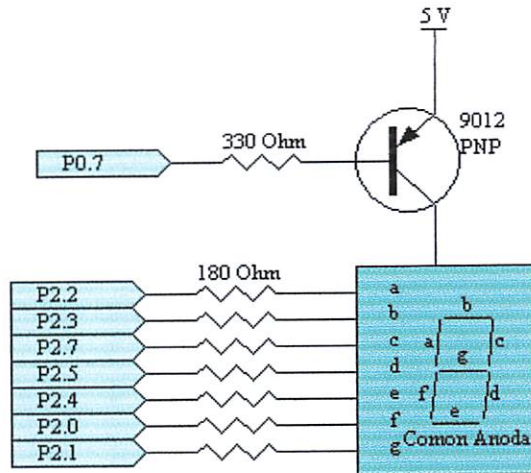 5 V
9012
PNP
330 Ohm
P0.7
180 Ohm
P2.2
P2.3
P2.7
P2.5
P2.4
P2.0
P2.1
a
b
c
d
e
f
g
b
a
c
g
f
d
e
Comon Anoda